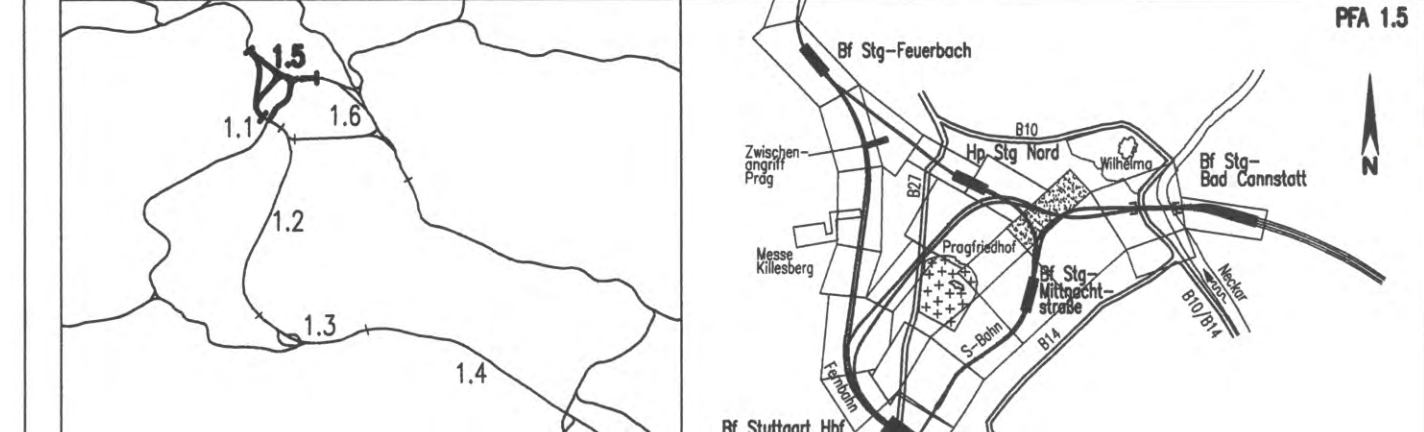 1.5
1.1
1.6
1.2
1.3
1.4
PFA 1.5
Bf Stg-Feuerbach
B10
Zwischen-
angriff
Prag
Hp Stg Nord
Wilhelma
Bf Stg-
Bad Cannstatt
B27
N
Messe
Killesberg
Pragfriedhof
Bf Stg-
Mittnacht-
straße
Neckar
B10/B14
S-Bahn
B14
Fernbahn
Bf Stuttgart Hbf